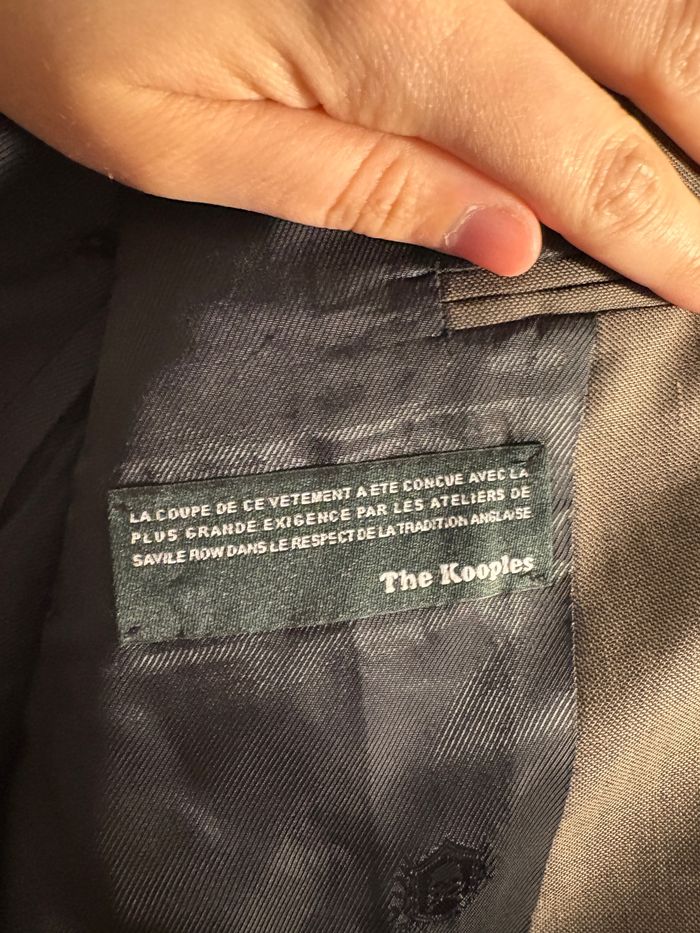 LA COUPE DE CE VETEMENT A ETE CONCUE AVEC LA
PLUS GRANDE EXIGENCE PAR LES ATELIERS DE
SAVILE ROW DANS LE RESPECT DE LA TRADITION ANGLAISE
The Kooples